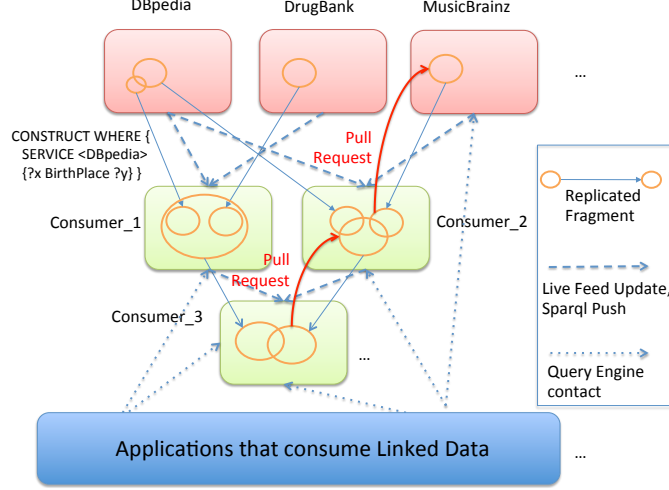 DBpedia
DrugBank
MusicBrainz
...
Pull
Request
CONSTRUCT WHERE {
SERVICE <DBpedia>
{?x BirthPlace ?y} }
Consumer_1
Consumer_2
Pull
Request
Consumer_3
...
Replicated
Fragment
Live Feed Update,
Sparql Push
Query Engine
contact
Applications that consume Linked Data
...